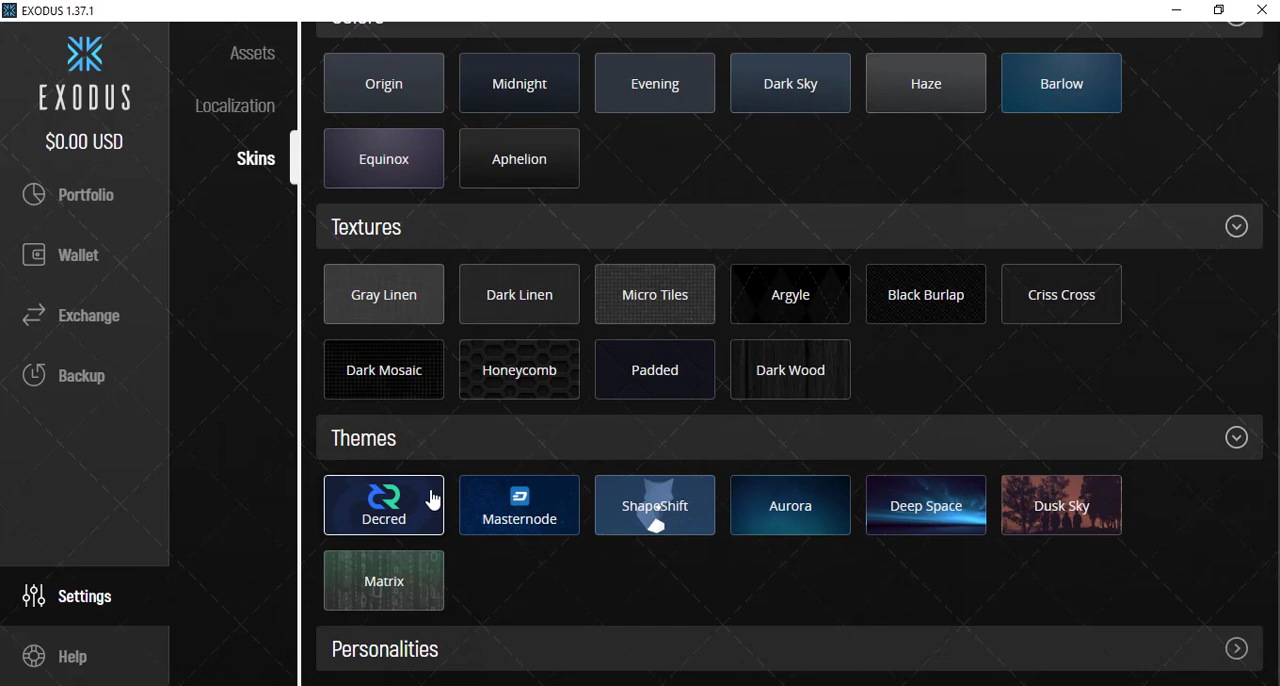 EXODUS 1.37.1
EXODUS
$0.00 USD
Portfolio
Wallet
Exchange
Backup
Settings
Help
Assets
Localization
Skins
Colors
Origin
Midnight
Evening
Dark Sky
Haze
Barlow
Equinox
Aphelion
Textures
Gray Linen
Dark Linen
Micro Tiles
Argyle
Black Burlap
Criss Cross
Dark Mosaic
Honeycomb
Padded
Dark Wood
Themes
Decred
Masternode
ShapeShift
Aurora
Deep Space
Dusk Sky
Matrix
Personalities